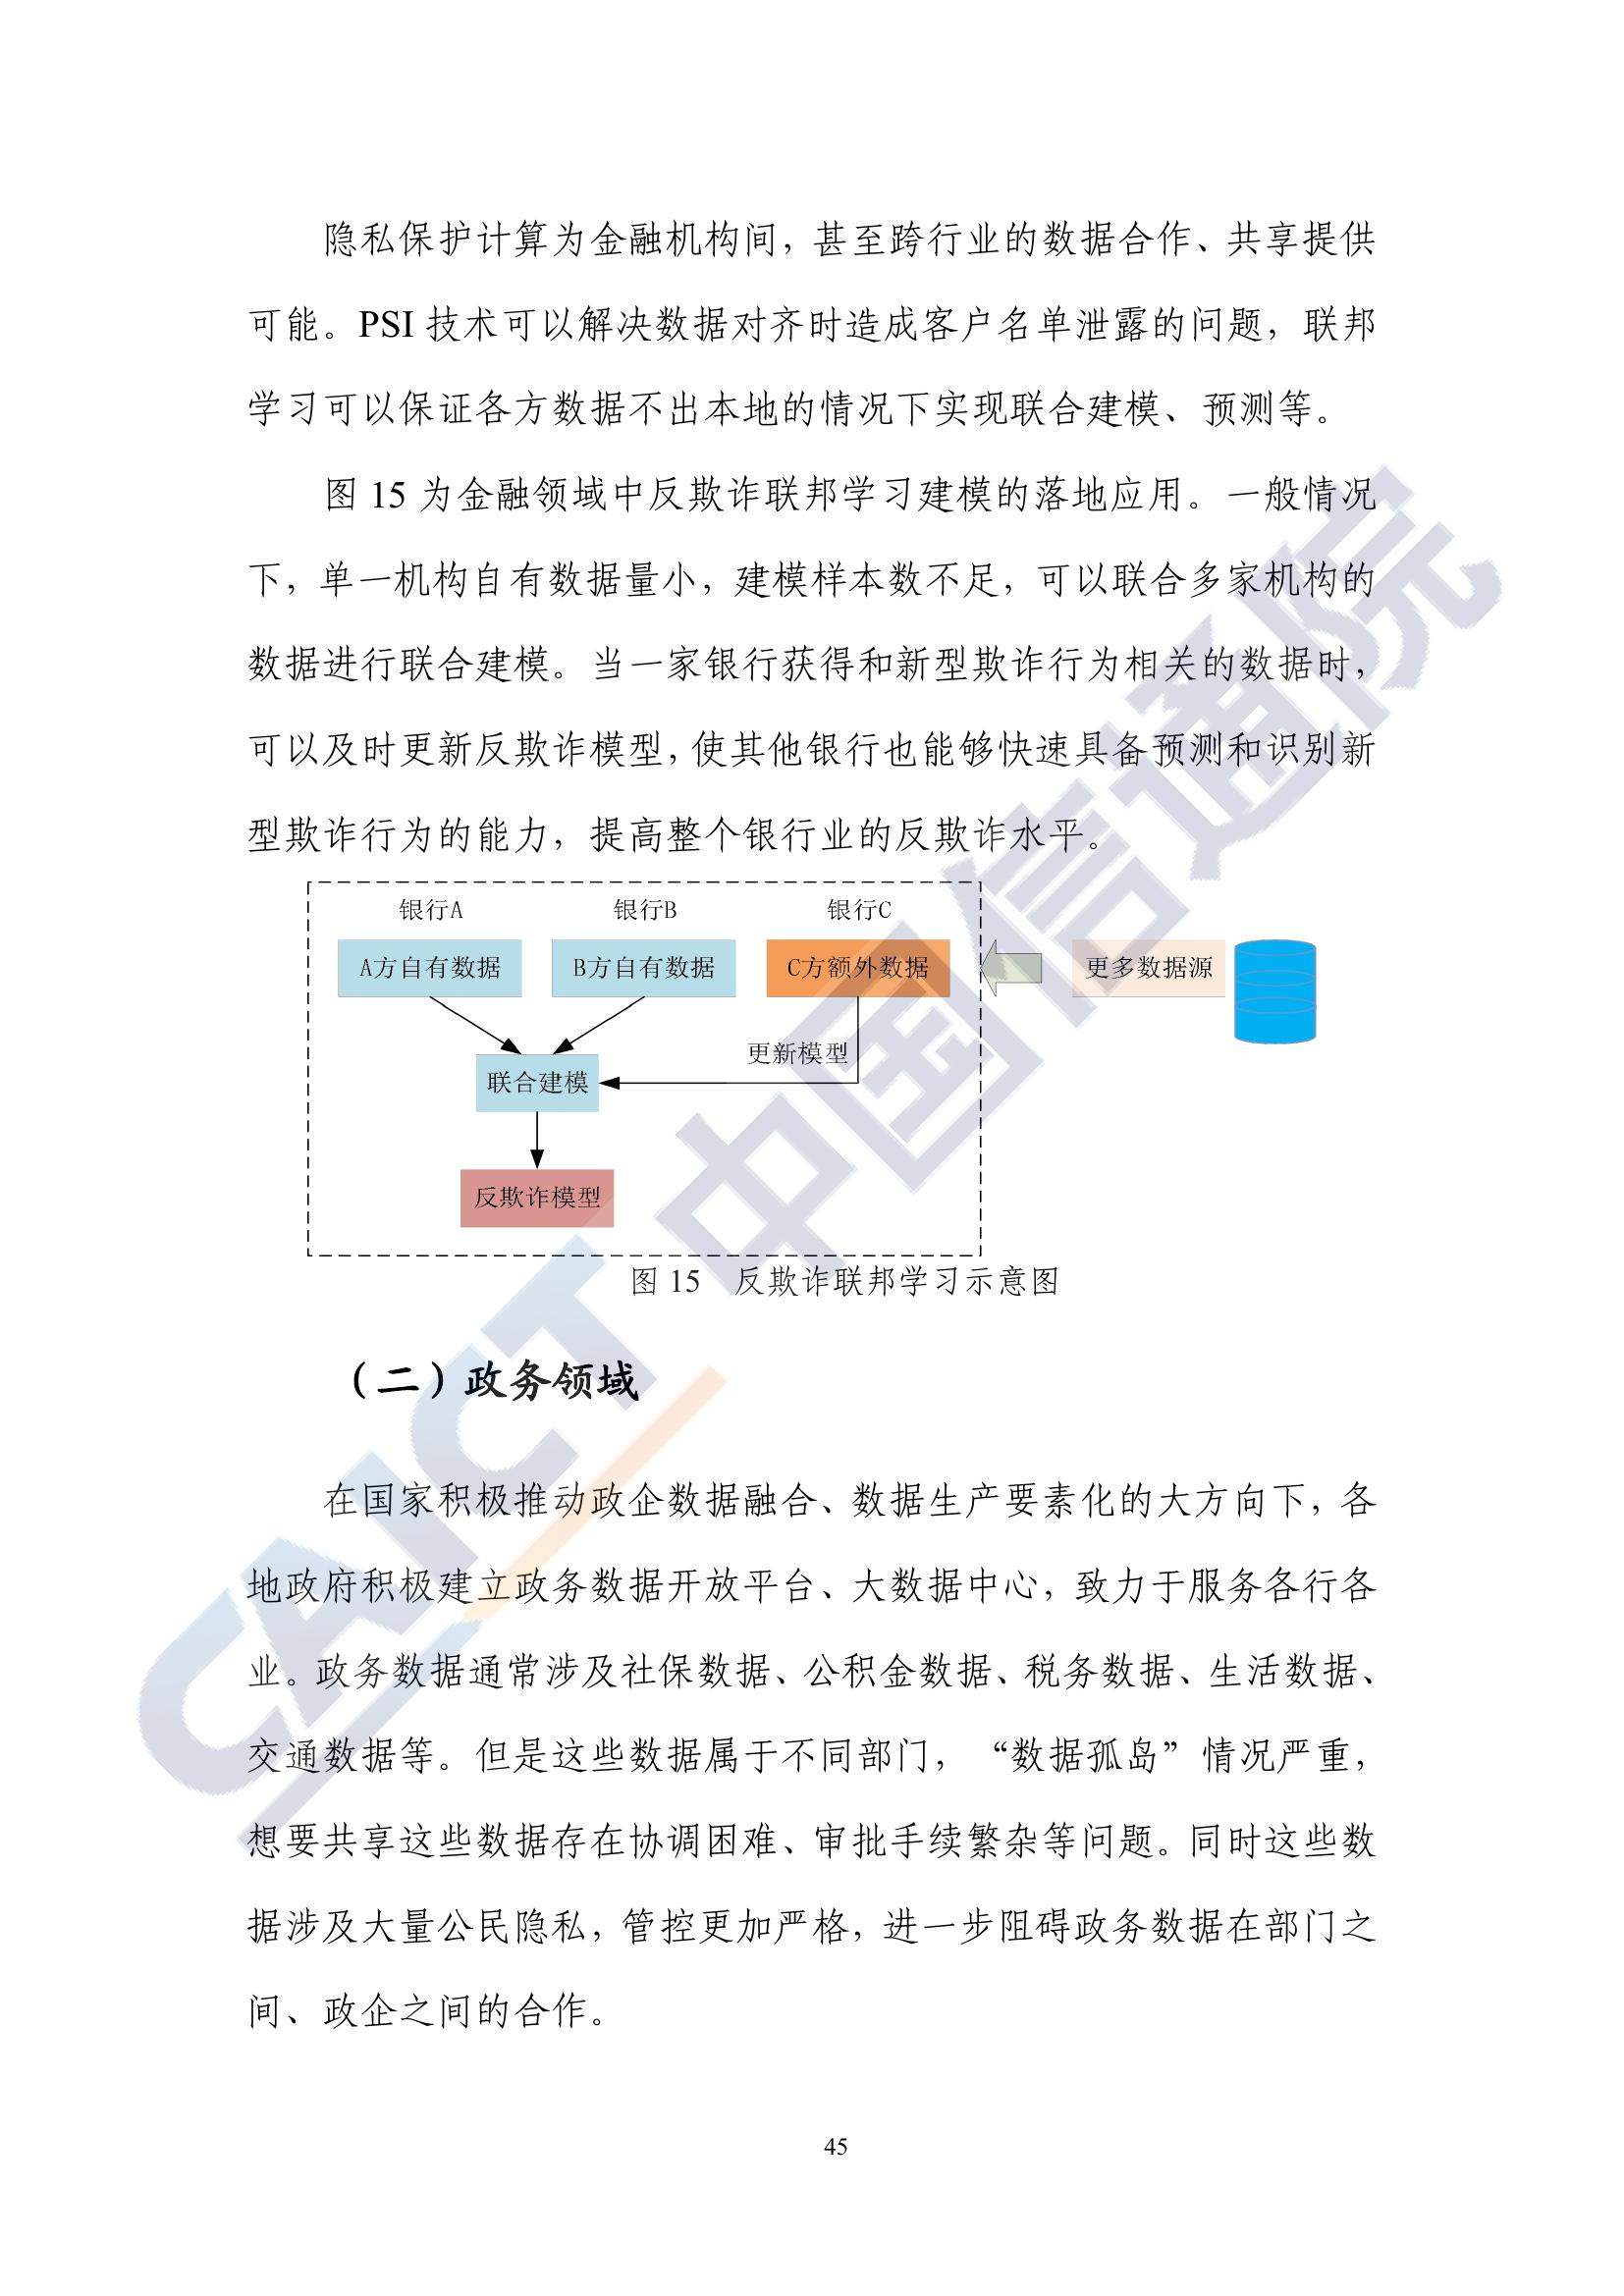 隐私保护计算为金融机构间，甚至跨行业的数据合作、共享提供
可能。PSI 技术可以解决数据对齐时造成客户名单泄露的问题，联邦
学习可以保证各方数据不出本地的情况下实现联合建模、预测等。
图 15 为金融领域中反欺诈联邦学习建模的落地应用。一般情况
下，单一机构自有数据量小，建模样本数不足，可以联合多家机构的
数据进行联合建模。当一家银行获得和新型欺诈行为相关的数据时，
可以及时更新反欺诈模型，使其他银行也能够快速具备预测和识别新
型欺诈行为的能力，提高整个银行业的反欺诈水平。
银行A 银行B 银行C
A方自有数据 B方自有数据 C方额外数据 更多数据源
更新模型
联合建模
反欺诈模型
图 15 反欺诈联邦学习示意图
（二）政务领域
在国家积极推动政企数据融合、数据生产要素化的大方向下，各
地政府积极建立政务数据开放平台、大数据中心，致力于服务各行各
业。政务数据通常涉及社保数据、公积金数据、税务数据、生活数据、
交通数据等。但是这些数据属于不同部门，“数据孤岛”情况严重，
想要共享这些数据存在协调困难、审批手续繁杂等问题。同时这些数
据涉及大量公民隐私，管控更加严格，进一步阻碍政务数据在部门之
间、政企之间的合作。
45
CAICT 中国信通院